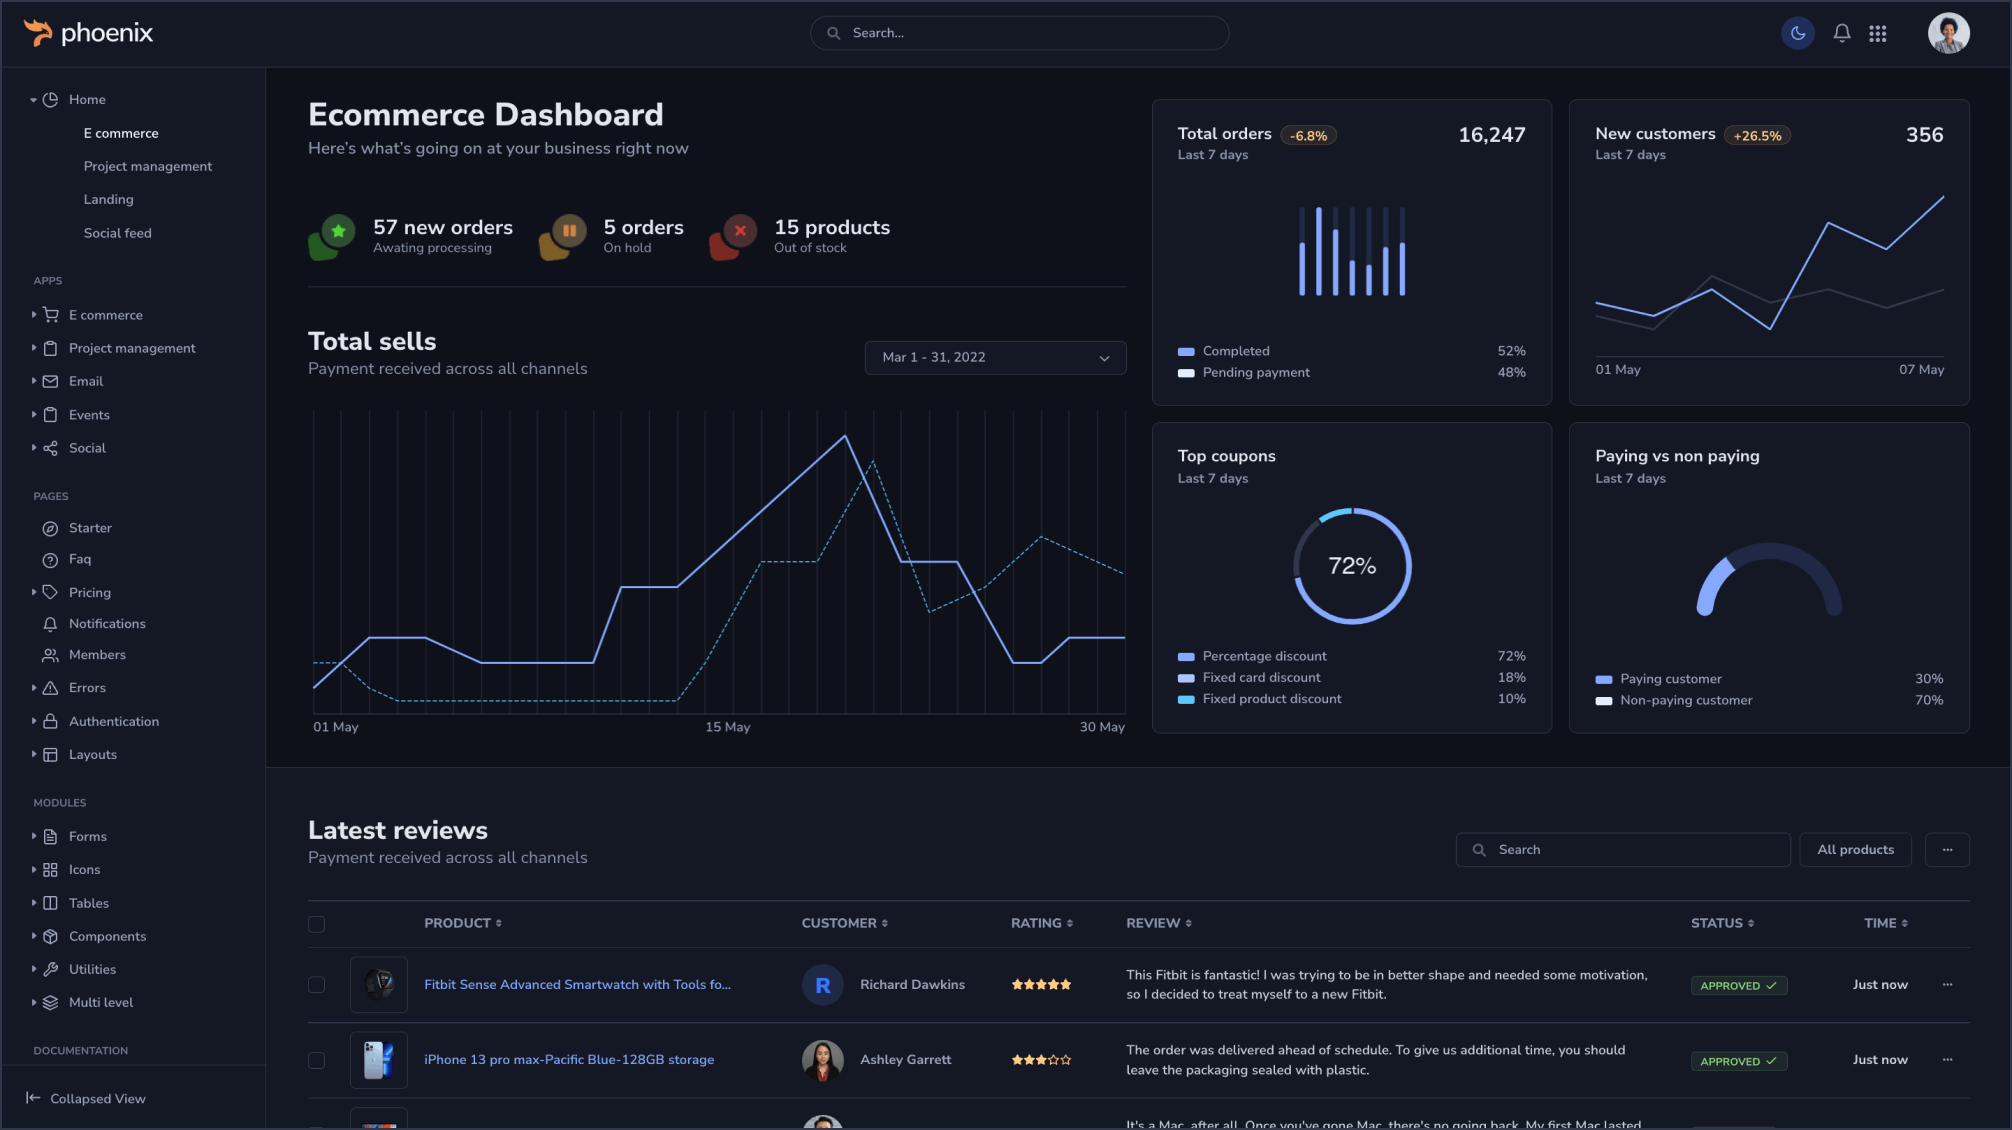 phoenix
Search...
Home
E commerce
Project management
Landing
Social feed
APPS
E commerce
Project management
Email
Events
Social
PAGES
Starter
Faq
Pricing
Notifications
Members
Errors
Authentication
Layouts
MODULES
Forms
Icons
Tables
Components
Utilities
Multi level
DOCUMENTATION
Collapsed View
Ecommerce Dashboard
Here's what's going on at your business right now
57 new orders
Awating processing
5 orders
On hold
15 products
Out of stock
Total sells
Payment received across all channels
Mar 1 - 31, 2022
01 May 15 May 30 May
Total orders -6.8% 16,247
Last 7 days
Completed 52%
Pending payment 48%
New customers +26.5% 356
Last 7 days
01 May 07 May
Top coupons
Last 7 days
72%
Percentage discount 72%
Fixed card discount 18%
Fixed product discount 10%
Paying vs non paying
Last 7 days
Paying customer 30%
Non-paying customer 70%
Latest reviews
Payment received across all channels
Search
All products
PRODUCT CUSTOMER RATING REVIEW STATUS TIME
Fitbit Sense Advanced Smartwatch with Tools fo...
R
Richard Dawkins
This Fitbit is fantastic! I was trying to be in better shape and needed some motivation,
so I decided to treat myself to a new Fitbit.
APPROVED
Just now
iPhone 13 pro max-Pacific Blue-128GB storage
Ashley Garrett
The order was delivered ahead of schedule. To give us additional time, you should
leave the packaging sealed with plastic.
APPROVED
Just now
It's a Mac, after all. Once you've gone Mac, there's no going back. My first Mac lasted